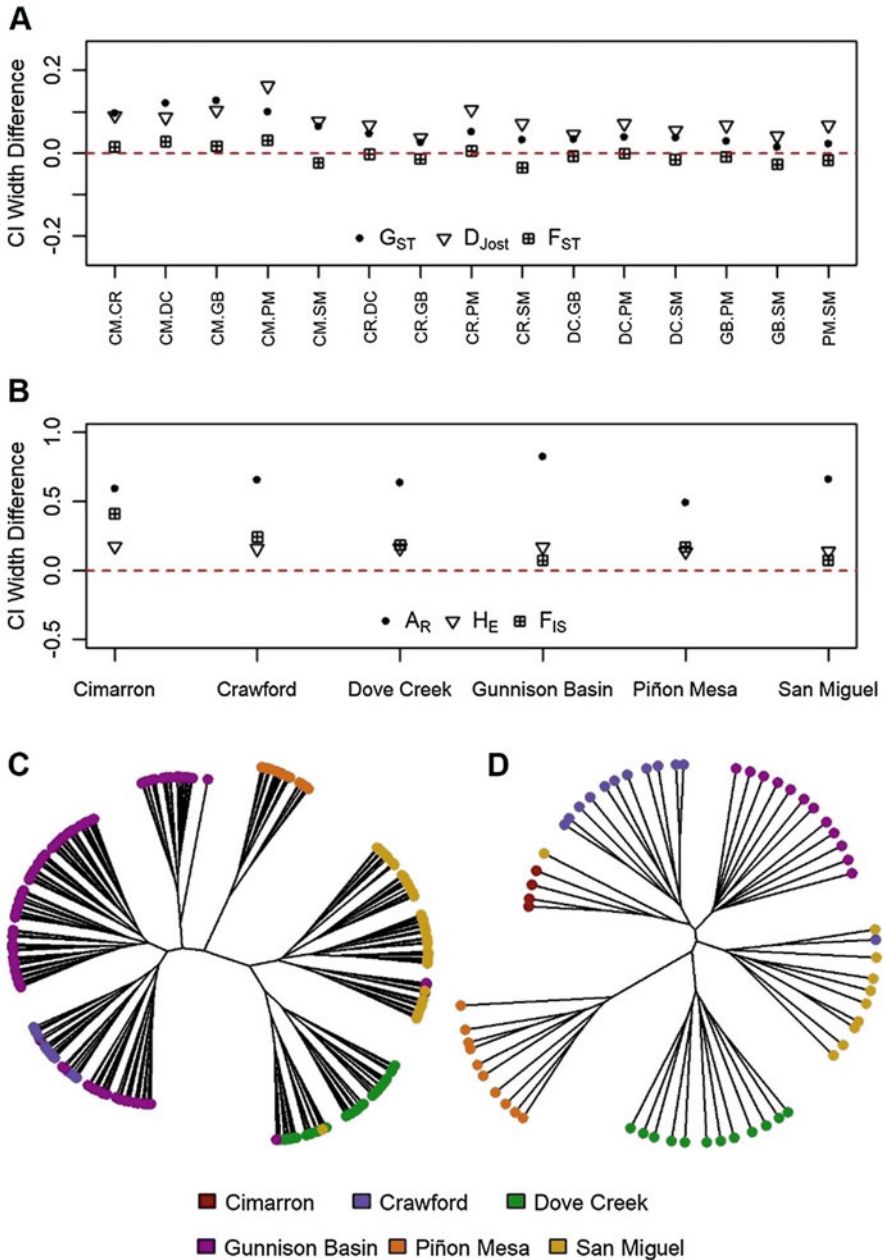 A
CI Width Difference
0.2
0.0
-0.2
G_ST D_Jost F_ST
CM.CR
CM.DC
CM.GB
CM.PM
CM.SM
CR.DC
CR.GB
CR.PM
CR.SM
DC.GB
DC.PM
DC.SM
GB.PM
GB.SM
PM.SM
B
CI Width Difference
1.0
0.5
0.0
-0.5
A_R H_E F_IS
Cimarron Crawford Dove Creek Gunnison Basin Piñon Mesa San Miguel
C D
Cimarron Crawford Dove Creek
Gunnison Basin Piñon Mesa San Miguel